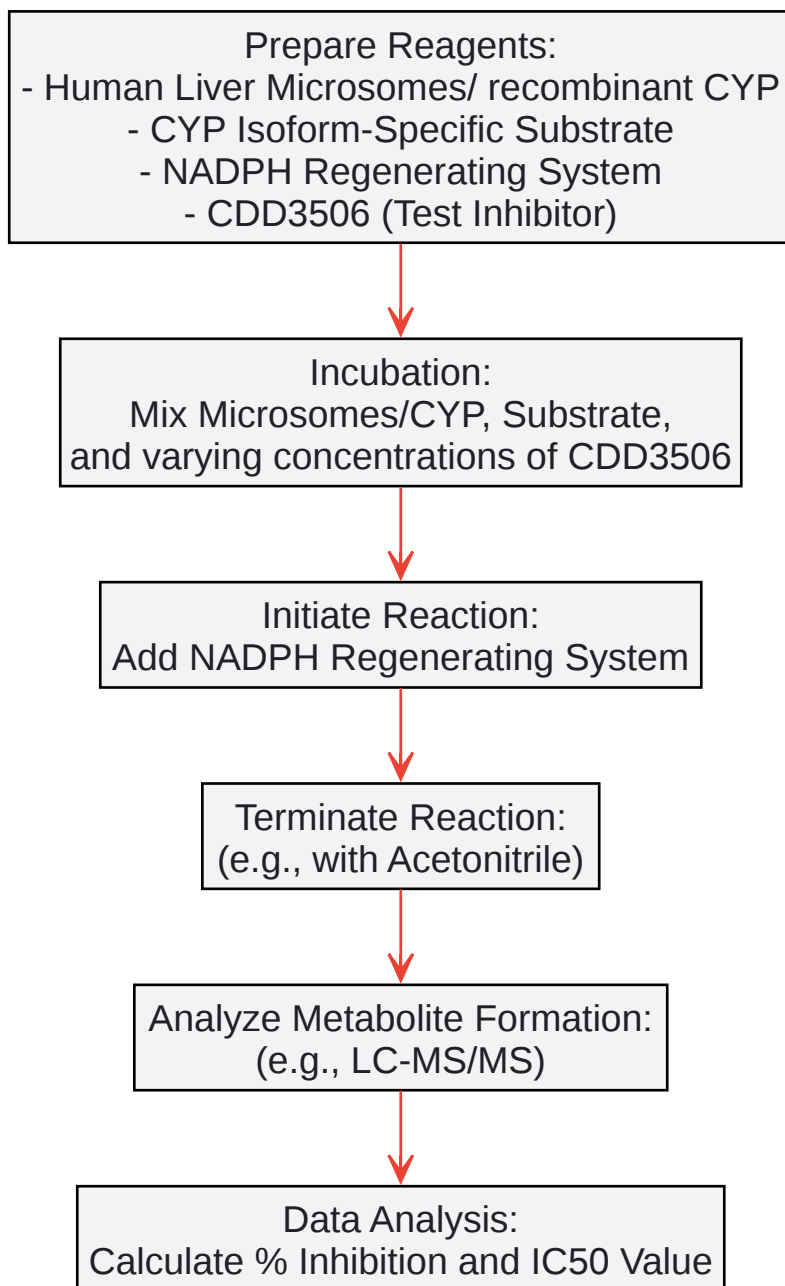 Prepare Reagents:
- Human Liver Microsomes/ recombinant CYP
- CYP Isoform-Specific Substrate
- NADPH Regenerating System
- CDD3506 (Test Inhibitor)
Incubation:
Mix Microsomes/CYP, Substrate,
and varying concentrations of CDD3506
Initiate Reaction:
Add NADPH Regenerating System
Terminate Reaction:
(e.g., with Acetonitrile)
Analyze Metabolite Formation:
(e.g., LC-MS/MS)
Data Analysis:
Calculate % Inhibition and IC50 Value